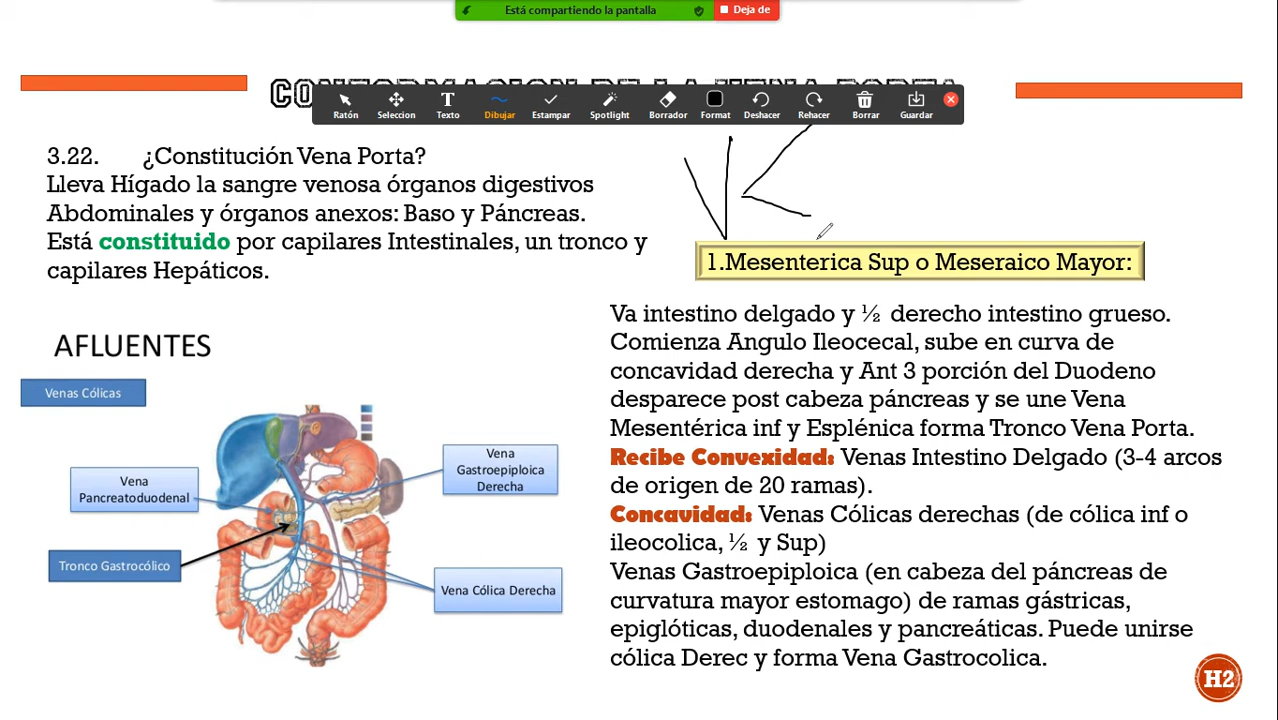 Está compartiendo la pantalla
Deja de
Ratón
Seleccion
Texto
Dibujar
Estampar
Spotlight
Borrador
Format
Deshacer
Rehacer
Borrar
Guardar
3.22. ¿Constitución Vena Porta?
Lleva Hígado la sangre venosa órganos digestivos
Abdominales y órganos anexos: Baso y Páncreas.
Está constituido por capilares Intestinales, un tronco y
capilares Hepáticos.
1.Mesenterica Sup o Meseraico Mayor:
AFLUENTES
Venas Cólicas
Vena
Pancreatoduodenal
Tronco Gastrocólico
Vena
Gastroepiploica
Derecha
Vena Cólica Derecha
Va intestino delgado y ½ derecho intestino grueso.
Comienza Angulo Ileocecal, sube en curva de
concavidad derecha y Ant 3 porción del Duodeno
desparece post cabeza páncreas y se une Vena
Mesentérica inf y Esplénica forma Tronco Vena Porta.
Recibe Convexidad: Venas Intestino Delgado (3-4 arcos
de origen de 20 ramas).
Concavidad: Venas Cólicas derechas (de cólica inf o
ileocolica, ½ y Sup)
Venas Gastroepiploica (en cabeza del páncreas de
curvatura mayor estomago) de ramas gástricas,
epiglóticas, duodenales y pancreáticas. Puede unirse
cólica Derec y forma Vena Gastrocolica.
H2